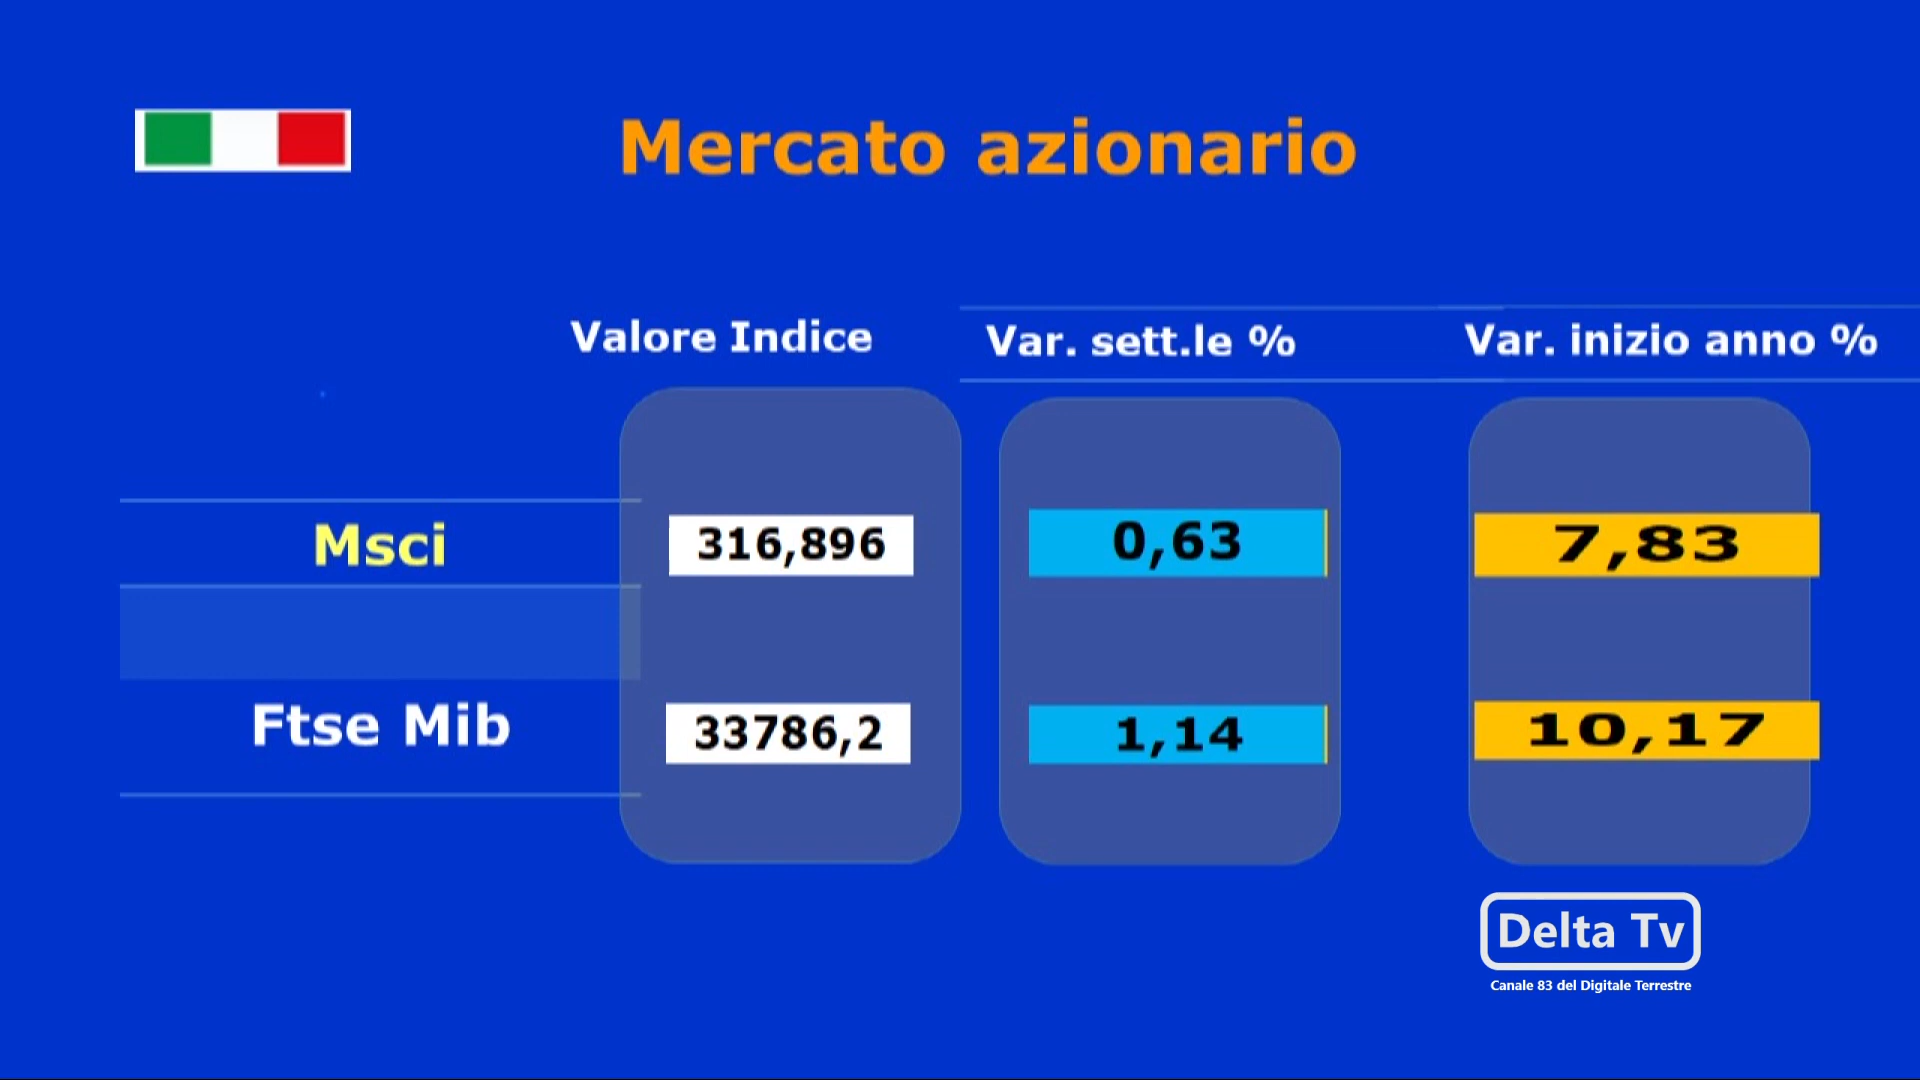 Mercato azionario
Valore Indice Var. sett.le % Var. inizio anno %
Msci 316,896 0,63 7,83
Ftse Mib 33786,2 1,14 10,17
Delta Tv
Canale 83 del Digitale Terrestre